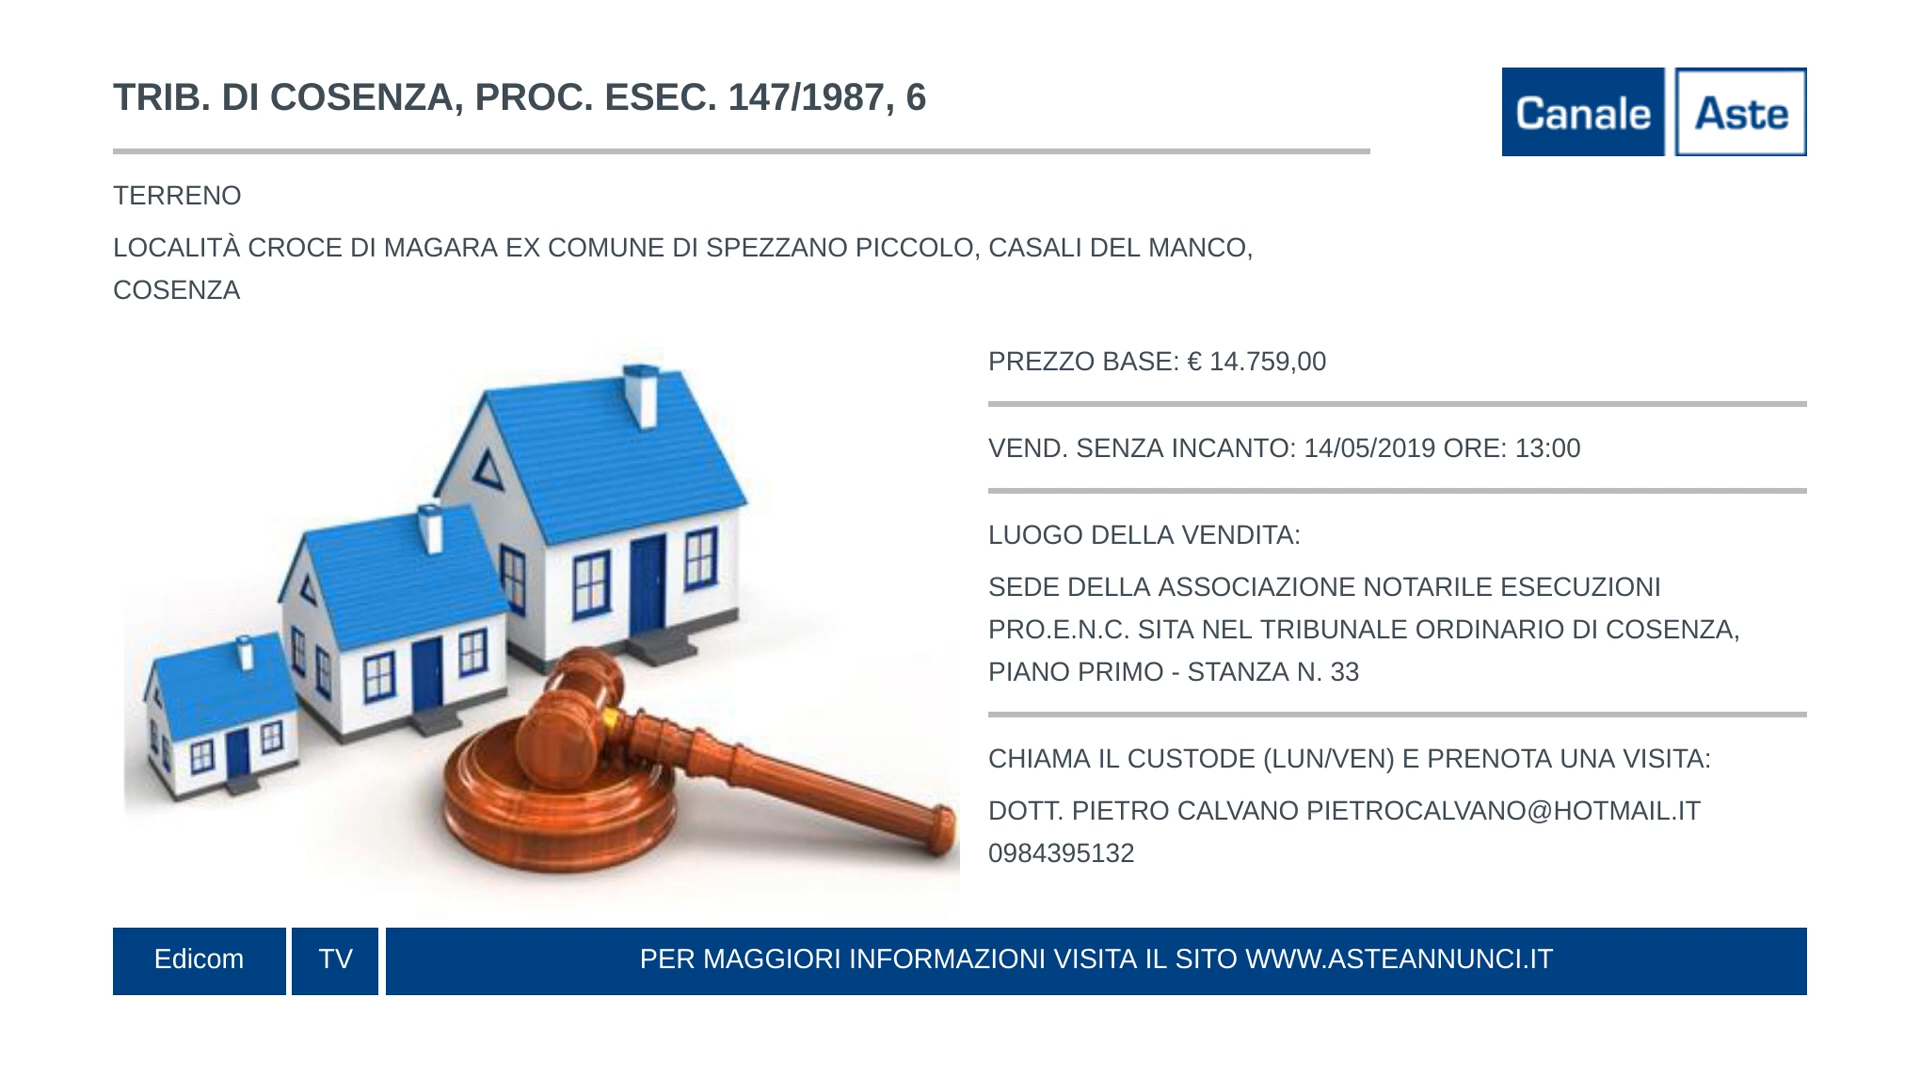 TRIB. DI COSENZA, PROC. ESEC. 147/1987, 6
Canale Aste
TERRENO
LOCALITÀ CROCE DI MAGARA EX COMUNE DI SPEZZANO PICCOLO, CASALI DEL MANCO,
COSENZA
PREZZO BASE: € 14.759,00
VEND. SENZA INCANTO: 14/05/2019 ORE: 13:00
LUOGO DELLA VENDITA:
SEDE DELLA ASSOCIAZIONE NOTARILE ESECUZIONI
PRO.E.N.C. SITA NEL TRIBUNALE ORDINARIO DI COSENZA,
PIANO PRIMO - STANZA N. 33
CHIAMA IL CUSTODE (LUN/VEN) E PRENOTA UNA VISITA:
DOTT. PIETRO CALVANO PIETROCALVANO@HOTMAIL.IT
0984395132
Edicom TV PER MAGGIORI INFORMAZIONI VISITA IL SITO WWW.ASTEANNUNCI.IT